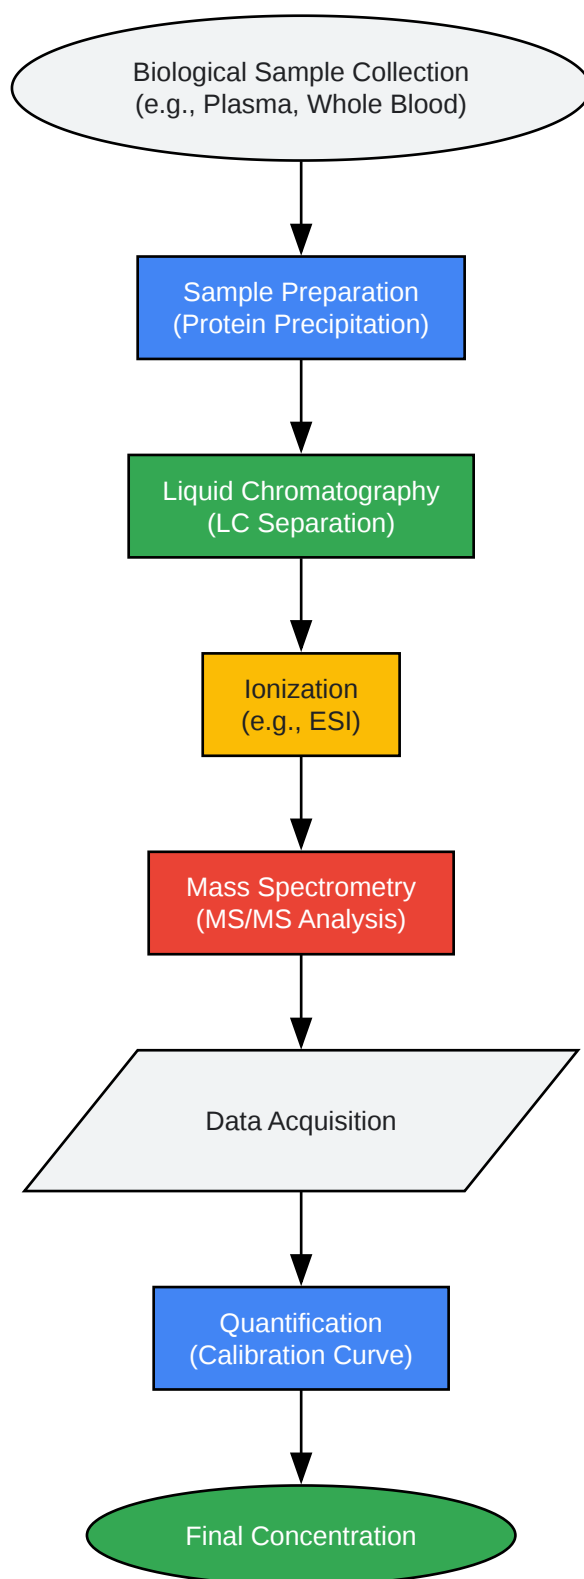 Biological Sample Collection
(e.g., Plasma, Whole Blood)
Sample Preparation
(Protein Precipitation)
Liquid Chromatography
(LC Separation)
Ionization
(e.g., ESI)
Mass Spectrometry
(MS/MS Analysis)
Data Acquisition
Quantification
(Calibration Curve)
Final Concentration